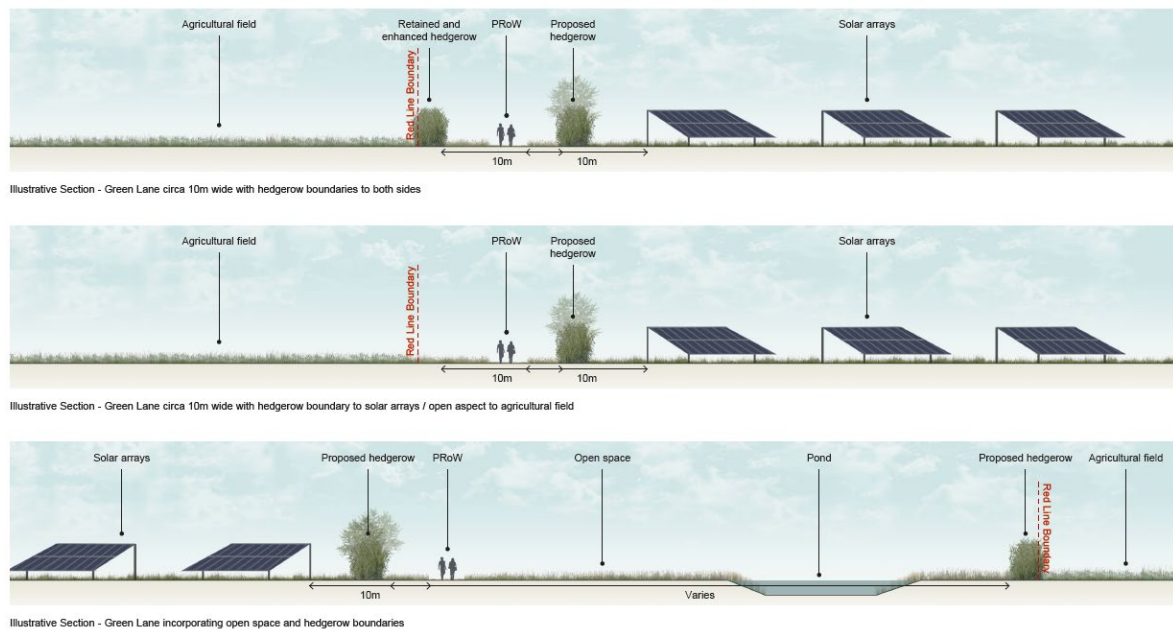 Agricultural field
Retained and
enhanced hedgerow
PRoW
Proposed
hedgerow
Solar arrays
Red Line Boundary
10m
10m
Illustrative Section - Green Lane circa 10m wide with hedgerow boundaries to both sides
Agricultural field
PRoW
Proposed
hedgerow
Solar arrays
Red Line Boundary
10m
10m
Illustrative Section - Green Lane circa 10m wide with hedgerow boundary to solar arrays / open aspect to agricultural field
Solar arrays
Proposed hedgerow
PRoW
Open space
Pond
Proposed hedgerow
Agricultural field
Red Line Boundary
10m
Varies
Illustrative Section - Green Lane incorporating open space and hedgerow boundaries